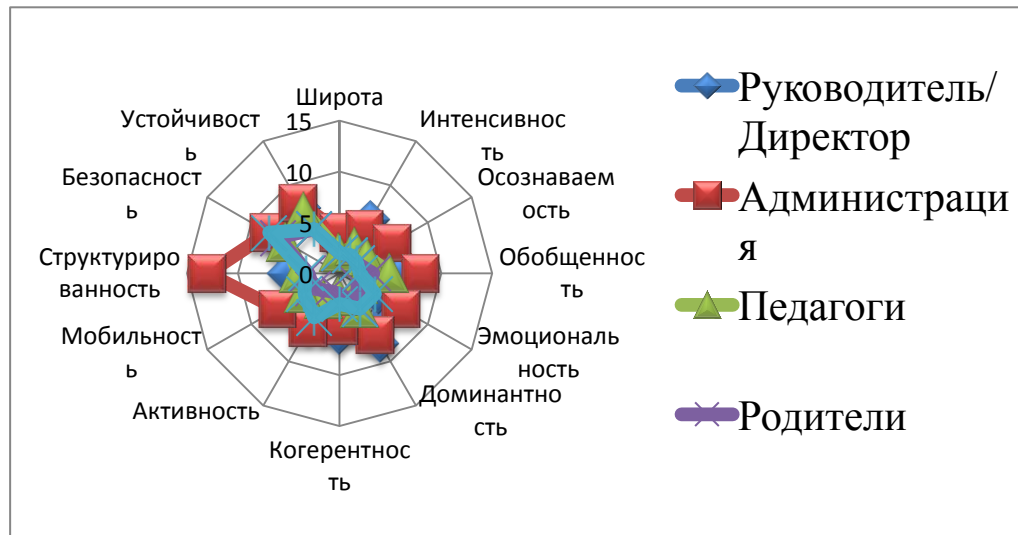 Широта
Интенсивнос
ть
Осознаваем
ость
Обобщеннос
ть
Эмоциональ
ность
Доминантно
сть
Когерентнос
ть
Активность
Мобильност
ь
Структуриро
ванность
Безопасност
ь
Устойчивост
ь
15
10
5
0
Руководитель/
Директор
Администраци
я
Педагоги
Родители